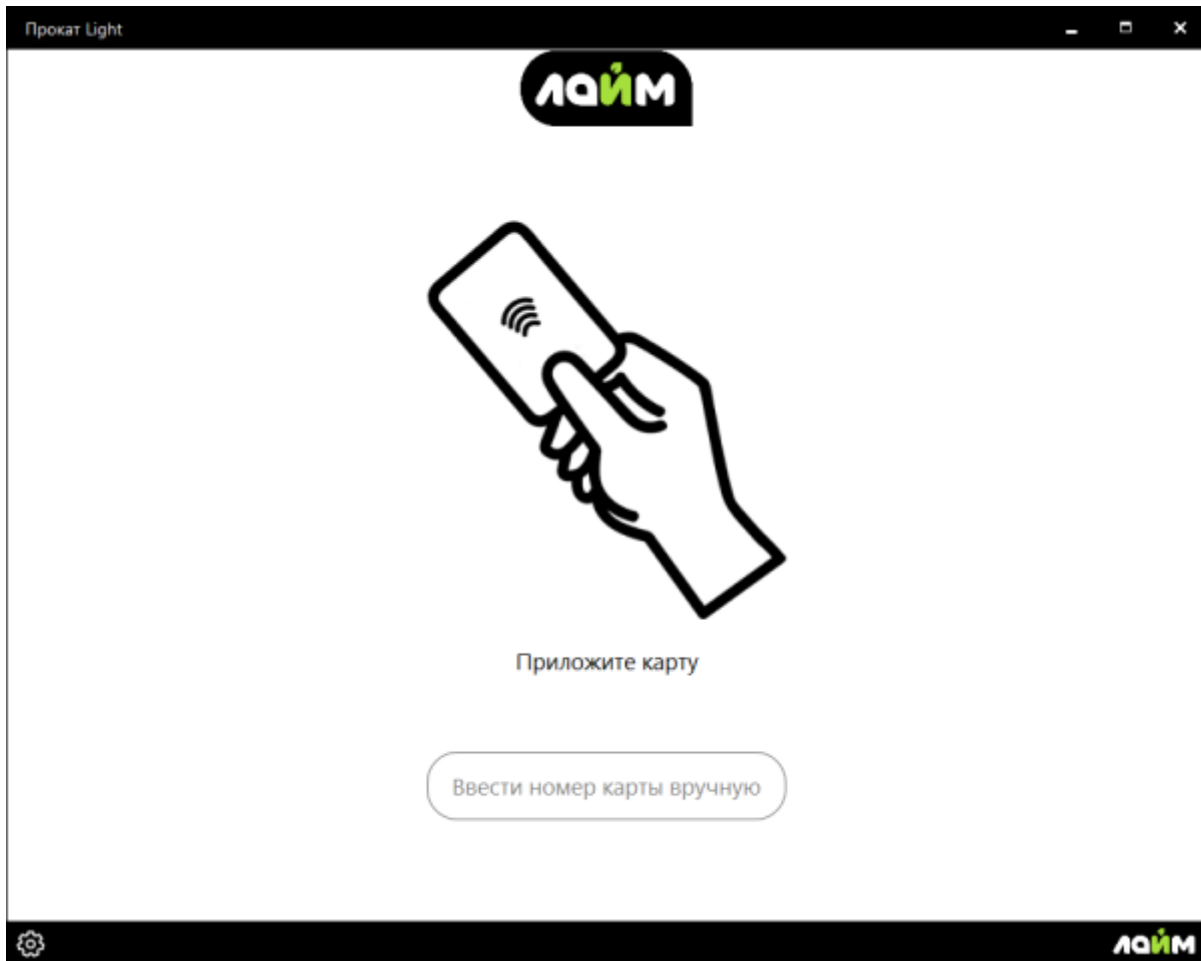 Прокат Light
лайм
Приложите карту
Ввести номер карты вручную
лайм